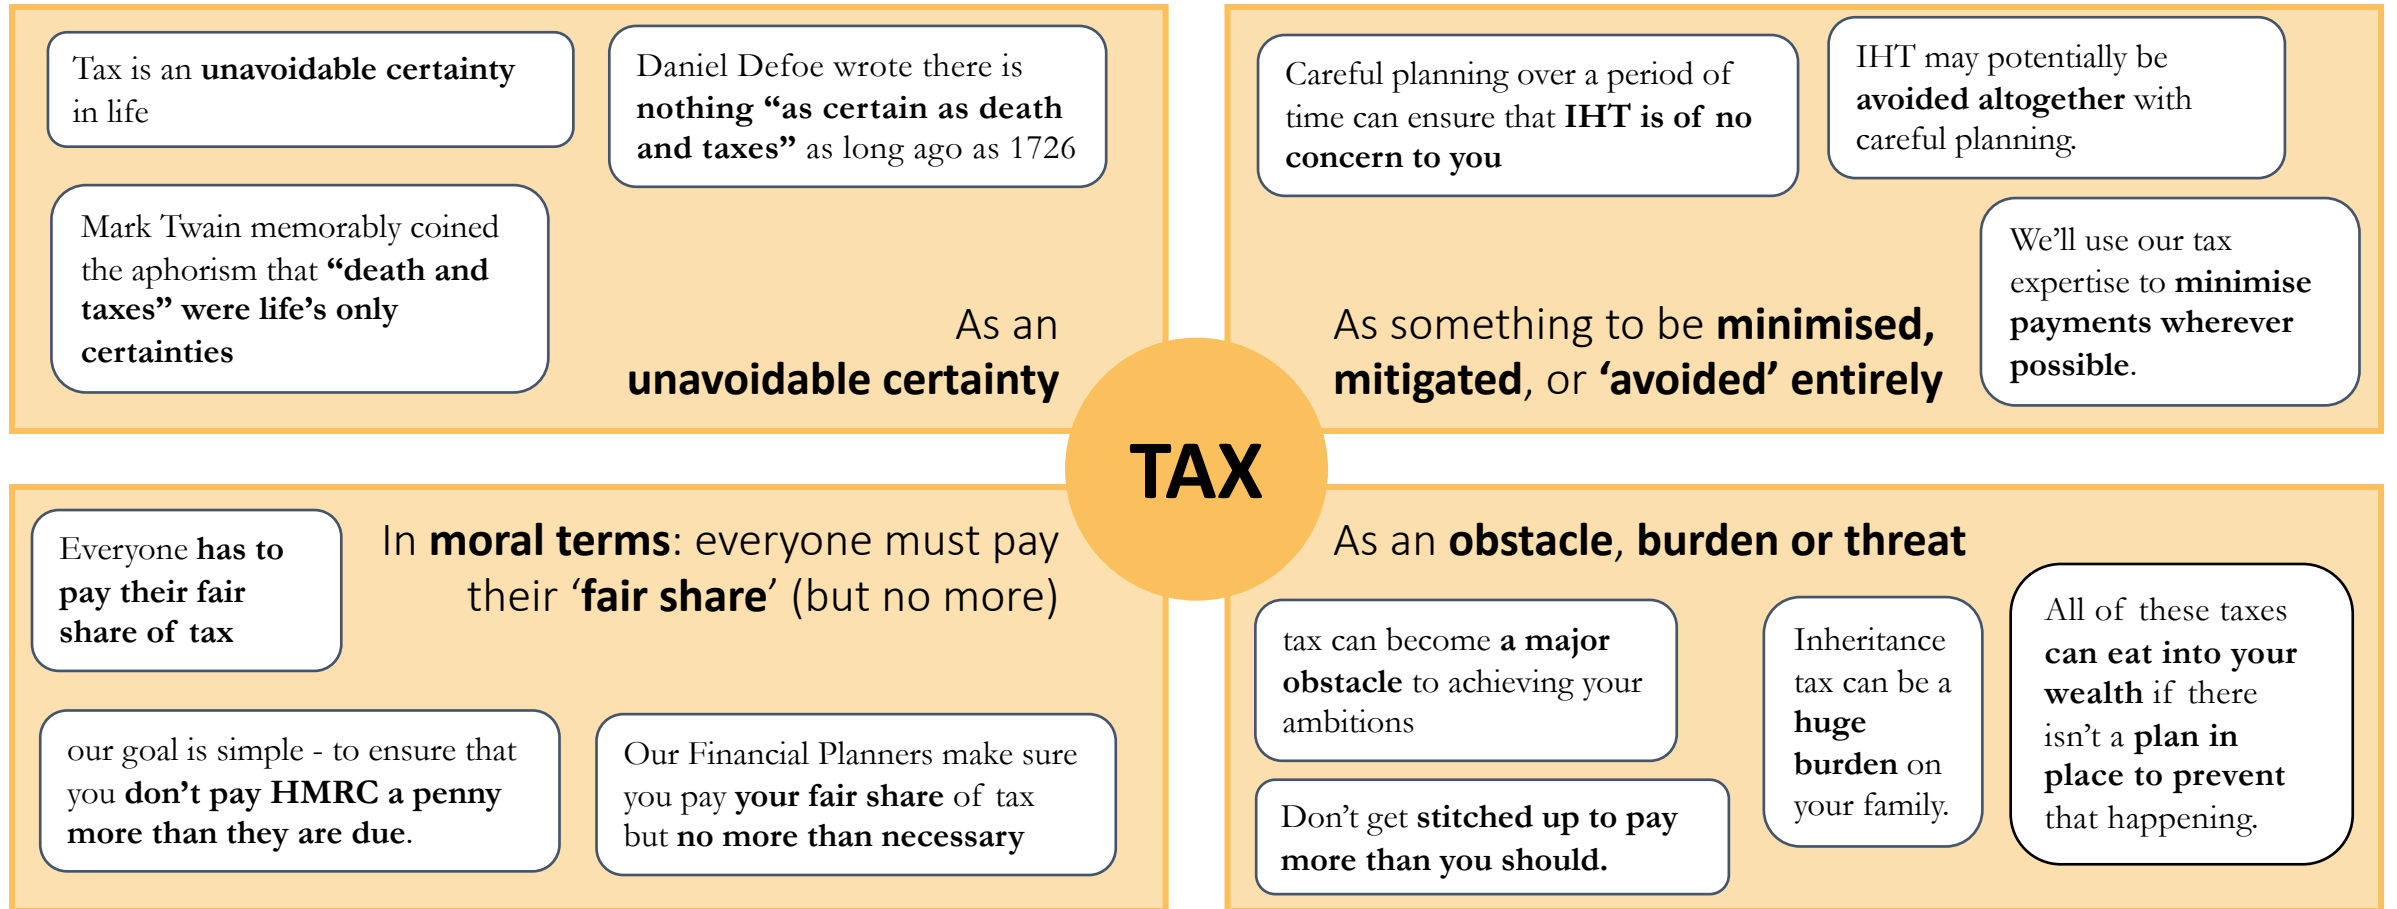 Tax is an unavoidable certainty
in life
Daniel Defoe wrote there is
nothing “as certain as death
and taxes” as long ago as 1726
Mark Twain memorably coined
the aphorism that “death and
taxes” were life’s only
certainties
As an
unavoidable certainty
Careful planning over a period of
time can ensure that IHT is of no
concern to you
IHT may potentially be
avoided altogether with
careful planning.
We’ll use our tax
expertise to minimise
payments wherever
possible.
As something to be minimised,
mitigated, or ‘avoided’ entirely
TAX
Everyone has to
pay their fair
share of tax
In moral terms: everyone must pay
their ‘fair share’ (but no more)
our goal is simple - to ensure that
you don’t pay HMRC a penny
more than they are due.
Our Financial Planners make sure
you pay your fair share of tax
but no more than necessary
As an obstacle, burden or threat
tax can become a major
obstacle to achieving your
ambitions
Don’t get stitched up to pay
more than you should.
Inheritance
tax can be a
huge
burden on
your family.
All of these taxes
can eat into your
wealth if there
isn’t a plan in
place to prevent
that happening.